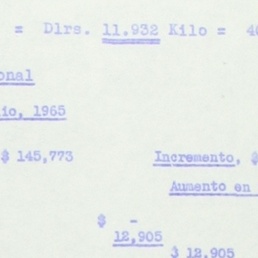 = Dlrs. 11.932 Kilo = 40
onal
io, 1965
$ 145,773 Incremento, $
Aumento en
$ -
12,905
$ 12,905